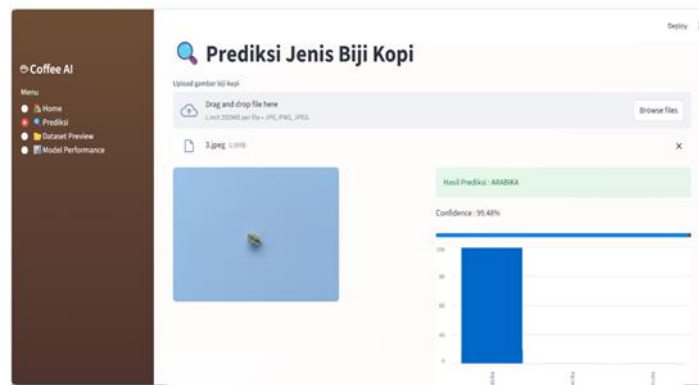 Deploy
Coffee AI
Menu
Home
Prediksi
Dataset Preview
Model Performance
Prediksi Jenis Biji Kopi
Upload gambar biji kopi
Drag and drop file here
Limit 200MB per file • JPG, PNG, JPEG
Browse files
3.jpeg
Hasil Prediksi : ARABIKA
Confidence : 99.48%
100
80
60
40
0